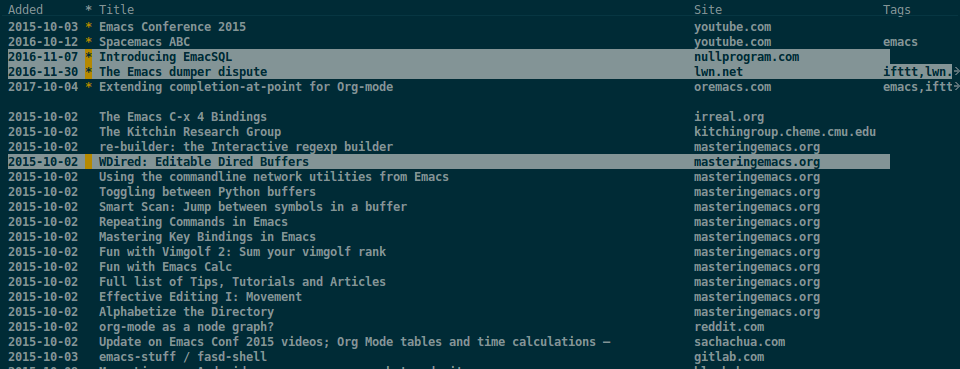 Added * Title Site Tags
2015-10-03 * Emacs Conference 2015 youtube.com
2016-10-12 * Spacemacs ABC youtube.com emacs
2016-11-07 * Introducing EmacSQL nullprogram.com
2016-11-30 * The Emacs dumper dispute lwn.net ifttt,lwn.→
2017-10-04 * Extending completion-at-point for Org-mode oremacs.com emacs,iftt→
2015-10-02 The Emacs C-x 4 Bindings irreal.org
2015-10-02 The Kitchin Research Group kitchingroup.cheme.cmu.edu
2015-10-02 re-builder: the Interactive regexp builder masteringemacs.org
2015-10-02 WDired: Editable Dired Buffers masteringemacs.org
2015-10-02 Using the commandline network utilities from Emacs masteringemacs.org
2015-10-02 Toggling between Python buffers masteringemacs.org
2015-10-02 Smart Scan: Jump between symbols in a buffer masteringemacs.org
2015-10-02 Repeating Commands in Emacs masteringemacs.org
2015-10-02 Mastering Key Bindings in Emacs masteringemacs.org
2015-10-02 Fun with Vimgolf 2: Sum your vimgolf rank masteringemacs.org
2015-10-02 Fun with Emacs Calc masteringemacs.org
2015-10-02 Full list of Tips, Tutorials and Articles masteringemacs.org
2015-10-02 Effective Editing I: Movement masteringemacs.org
2015-10-02 Alphabetize the Directory masteringemacs.org
2015-10-02 org-mode as a node graph? reddit.com
2015-10-02 Update on Emacs Conf 2015 videos; Org Mode tables and time calculations — sachachua.com
2015-10-03 emacs-stuff / fasd-shell gitlab.com